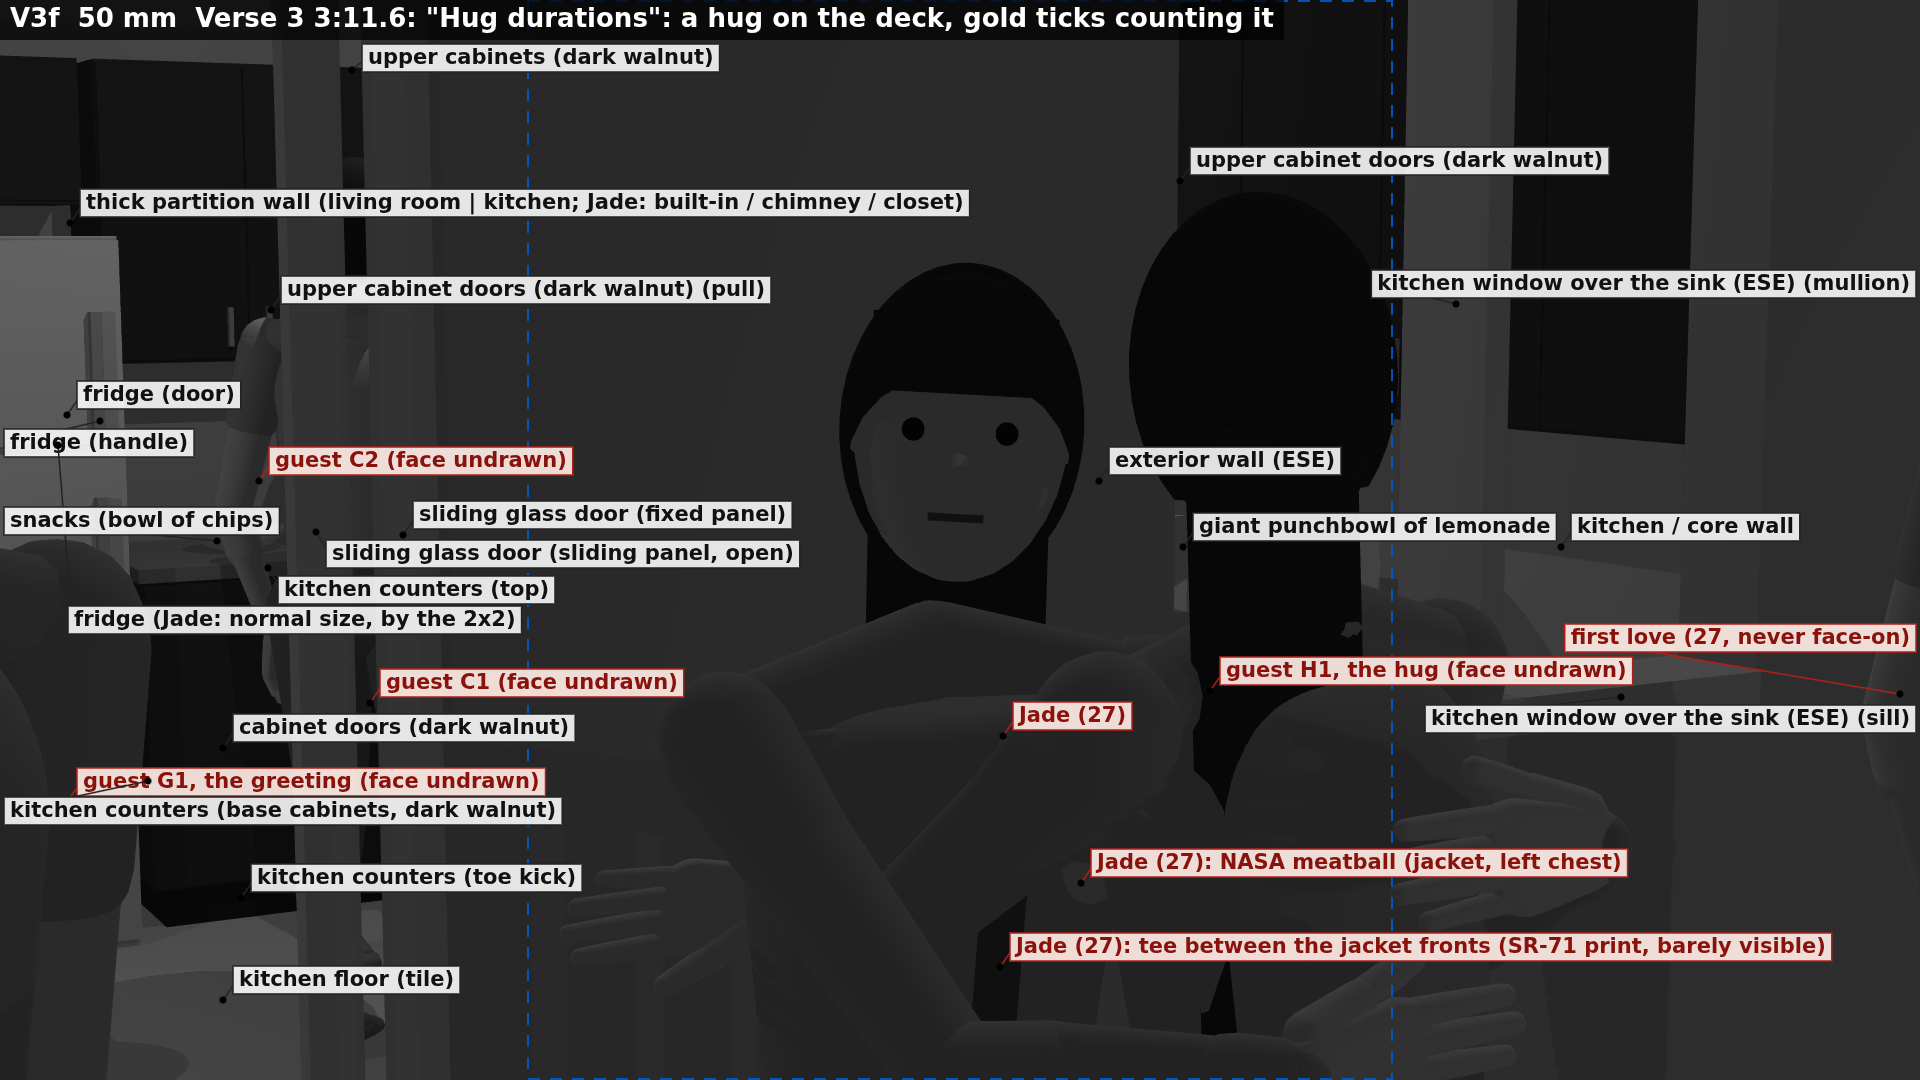 V3f 50 mm Verse 3 3:11.6: "Hug durations": a hug on the deck, gold ticks counting it
upper cabinets (dark walnut)
upper cabinet doors (dark walnut)
thick partition wall (living room | kitchen; Jade: built-in / chimney / closet)
kitchen window over the sink (ESE) (mullion)
upper cabinet doors (dark walnut) (pull)
fridge (door)
fridge (handle)
guest C2 (face undrawn)
exterior wall (ESE)
snacks (bowl of chips)
sliding glass door (fixed panel)
giant punchbowl of lemonade
kitchen / core wall
sliding glass door (sliding panel, open)
kitchen counters (top)
fridge (Jade: normal size, by the 2x2)
first love (27, never face-on)
guest H1, the hug (face undrawn)
guest C1 (face undrawn)
Jade (27)
kitchen window over the sink (ESE) (sill)
cabinet doors (dark walnut)
guest G1, the greeting (face undrawn)
kitchen counters (base cabinets, dark walnut)
Jade (27): NASA meatball (jacket, left chest)
kitchen counters (toe kick)
Jade (27): tee between the jacket fronts (SR-71 print, barely visible)
kitchen floor (tile)